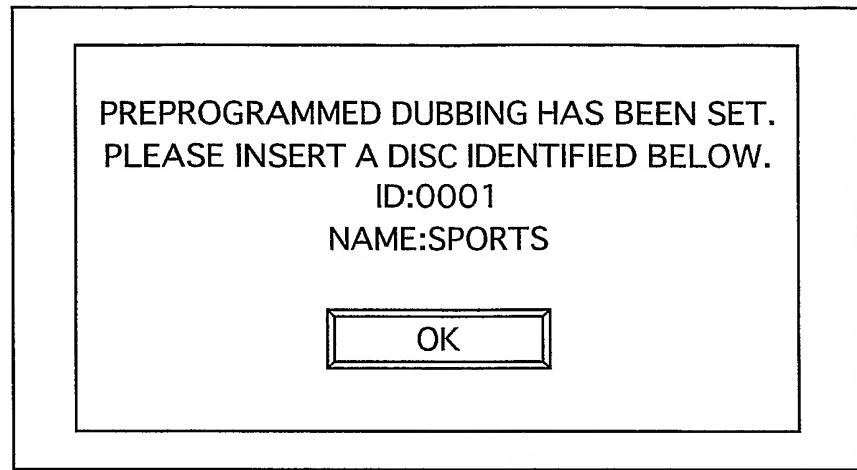 PREPROGRAMMED DUBBING HAS BEEN SET.
PLEASE INSERT A DISC IDENTIFIED BELOW.
ID:0001
NAME:SPORTS
OK